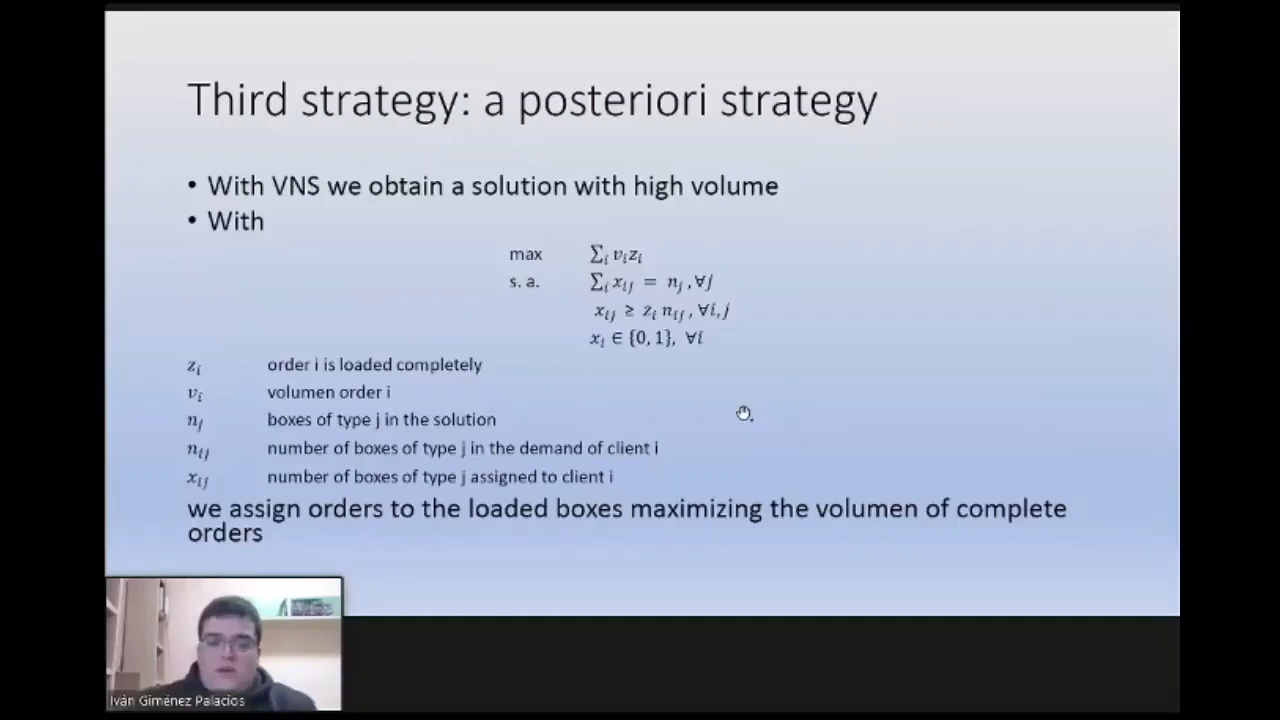 Third strategy: a posteriori strategy
• With VNS we obtain a solution with high volume
• With
max ∑ᵢ vᵢzᵢ
s. a. ∑ᵢ xᵢⱼ = nⱼ, ∀j
xᵢⱼ ≥ zᵢ nᵢⱼ, ∀i,j
xᵢ ∈ {0, 1}, ∀i
zᵢ order i is loaded completely
vᵢ volumen order i
nⱼ boxes of type j in the solution
nᵢⱼ number of boxes of type j in the demand of client i
xᵢⱼ number of boxes of type j assigned to client i
we assign orders to the loaded boxes maximizing the volumen of complete
orders
Iván Giménez Palacios